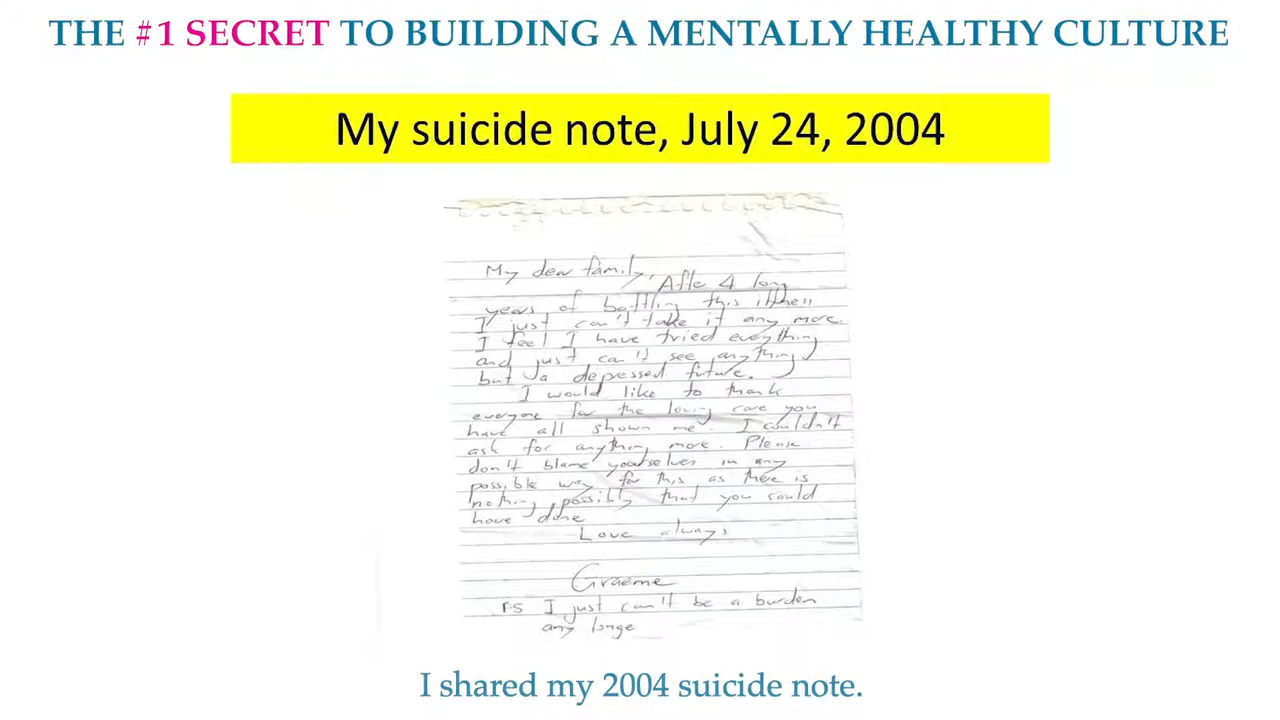 THE #1 SECRET TO BUILDING A MENTALLY HEALTHY CULTURE
My suicide note, July 24, 2004
My dear family,
After 4 long
years of battling this illness
I just can't take it any more.
I feel I have tried everything
and just can't see anything
but a depressed future.
I would like to thank
everyone for the loving care you
have all shown me. I couldn't
ask for anything more. Please
don't blame yourselves in any
possible way for this as there is
nothing possibly that you could
have done
Love always
Graeme
PS I just can't be a burden
any longe
I shared my 2004 suicide note.